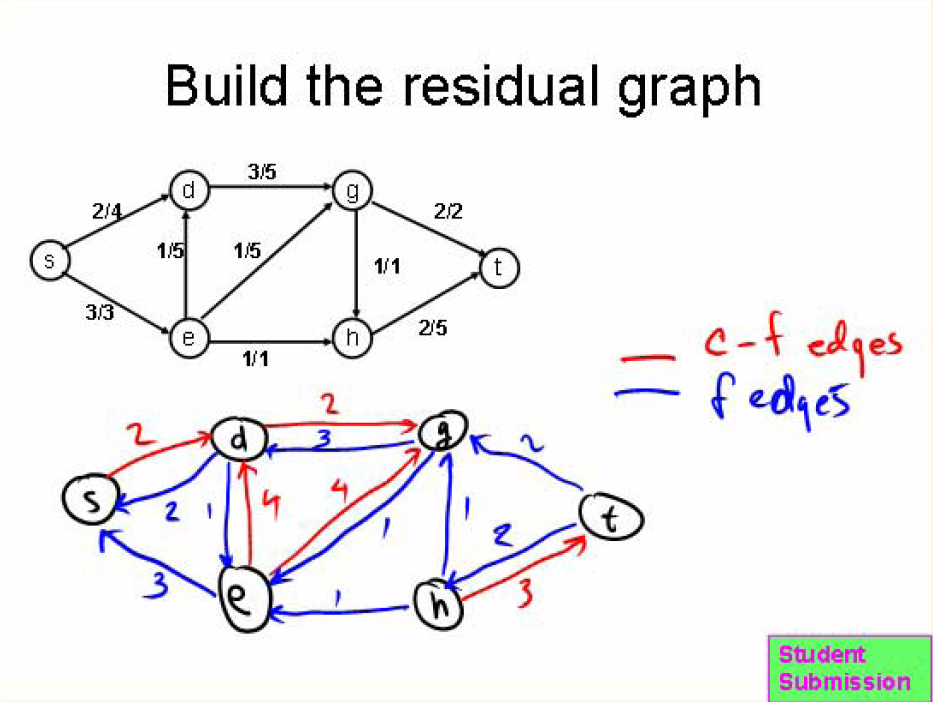 Build the residual graph
3/5
d
g
2/4
2/2
1/5
1/5
s
1/1
t
3/3
2/5
e
h
1/1
c-f edges
f edges
2
2
d
3
g
2
s
2
1
4
4
1
1
2
t
3
e
1
h
3
Student
Submission